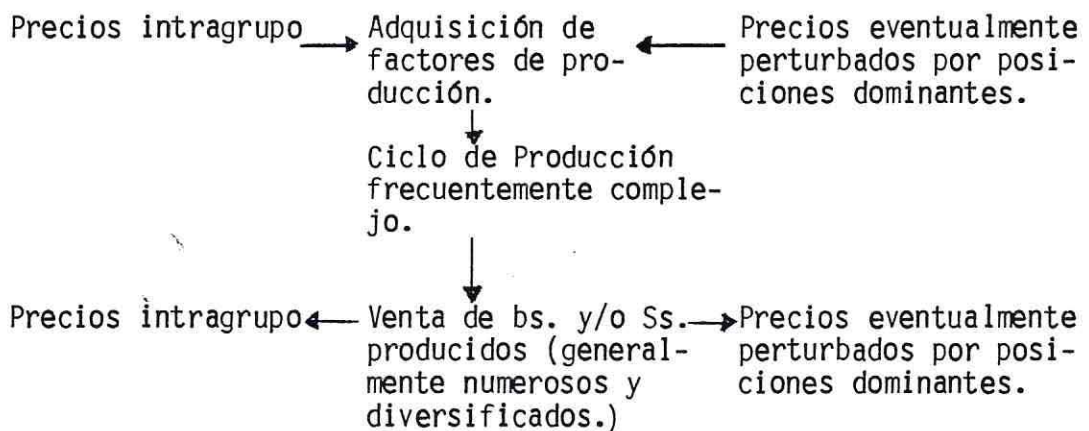 Precios intragrupo
Adquisición de
factores de pro-
ducción.
Precios eventualmente
perturbados por posi-
ciones dominantes.
Ciclo de Producción
frecuentemente comple-
jo.
Precios intragrupo
Venta de bs. y/o Ss.
producidos (general-
mente numerosos y
diversificados.)
Precios eventualmente
perturbados por posi-
ciones dominantes.